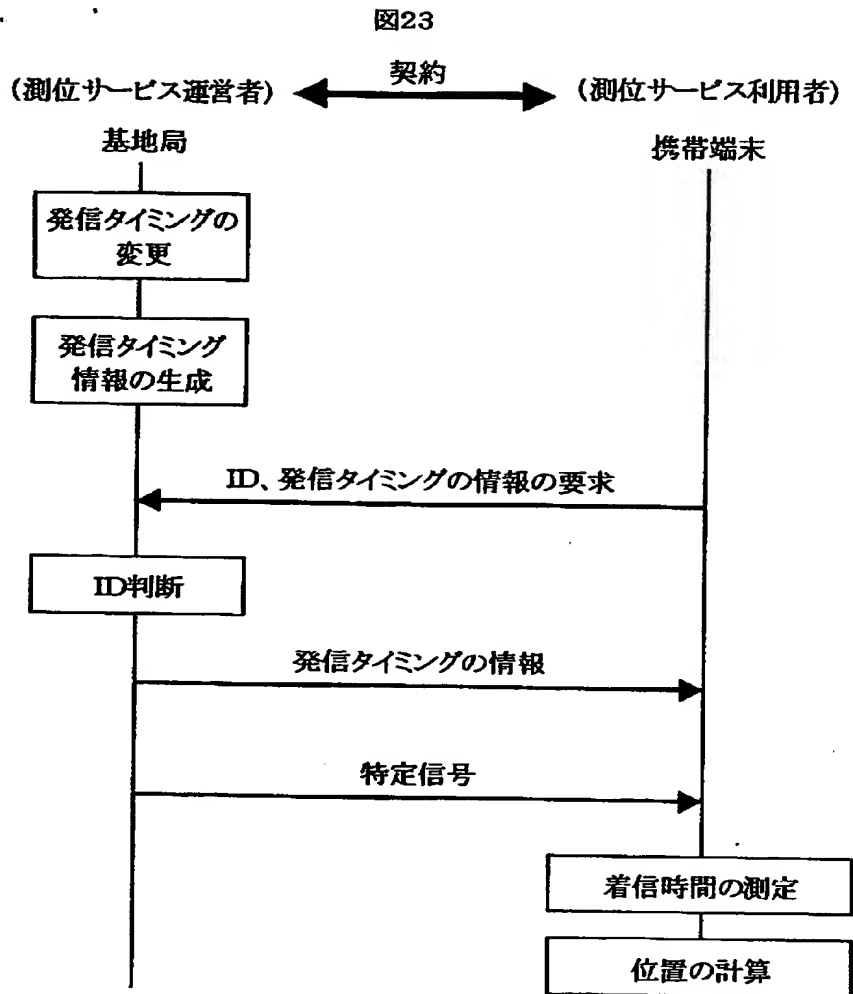 図23
契約
(測位サービス運営者)
(測位サービス利用者)
基地局
携帯端末
発信タイミングの
変更
発信タイミング
情報の生成
ID、発信タイミングの情報の要求
ID判断
発信タイミングの情報
特定信号
着信時間の測定
位置の計算